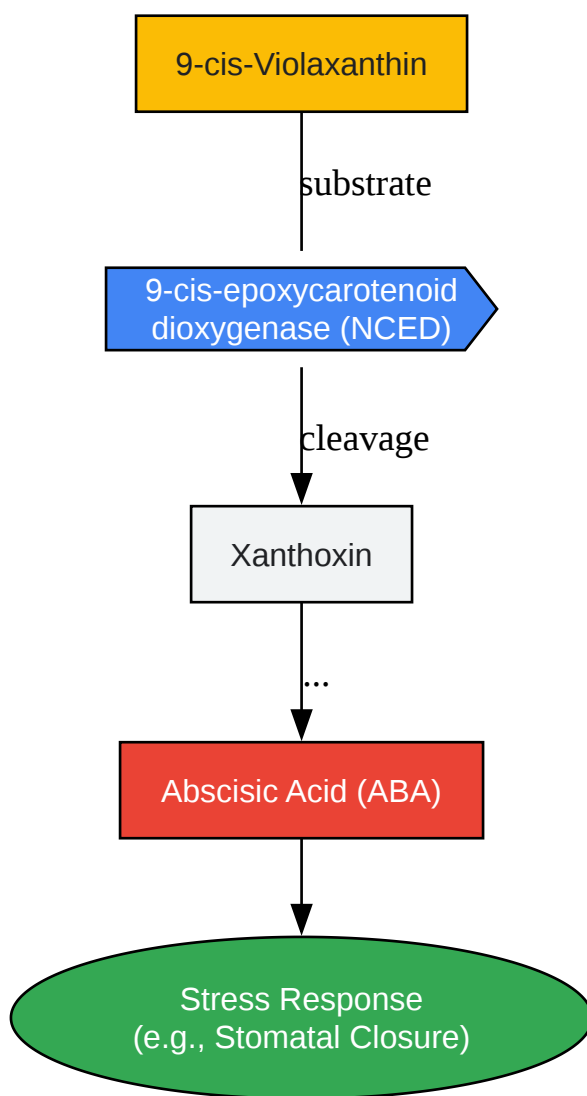 9-cis-Violaxanthin
substrate
9-cis-epoxycarotenoid
dioxygenase (NCED)
cleavage
Xanthoxin
...
Abscisic Acid (ABA)
Stress Response
(e.g., Stomatal Closure)